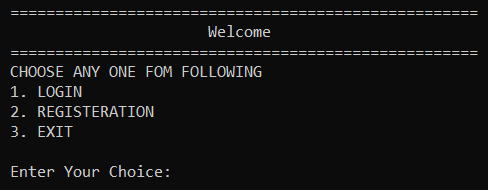 ====================================================
Welcome
====================================================
CHOOSE ANY ONE FOM FOLLOWING
1. LOGIN
2. REGISTERATION
3. EXIT
Enter Your Choice: